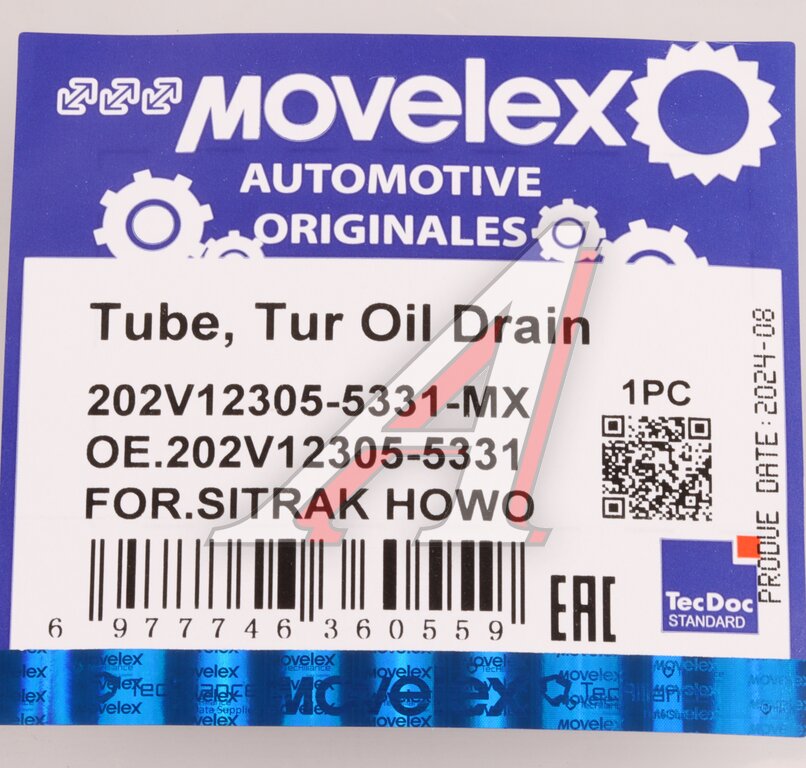 MOVELEX
AUTOMOTIVE
ORIGINALES
Tube, Tur Oil Drain
202V12305-5331-MX
OE.202V12305-5331
FOR.SITRAK HOWO
1PC
PRODUE DATE:2024-08
6 977746 360559
EAC
TecDoc
STANDARD
movelex
MOVELEX